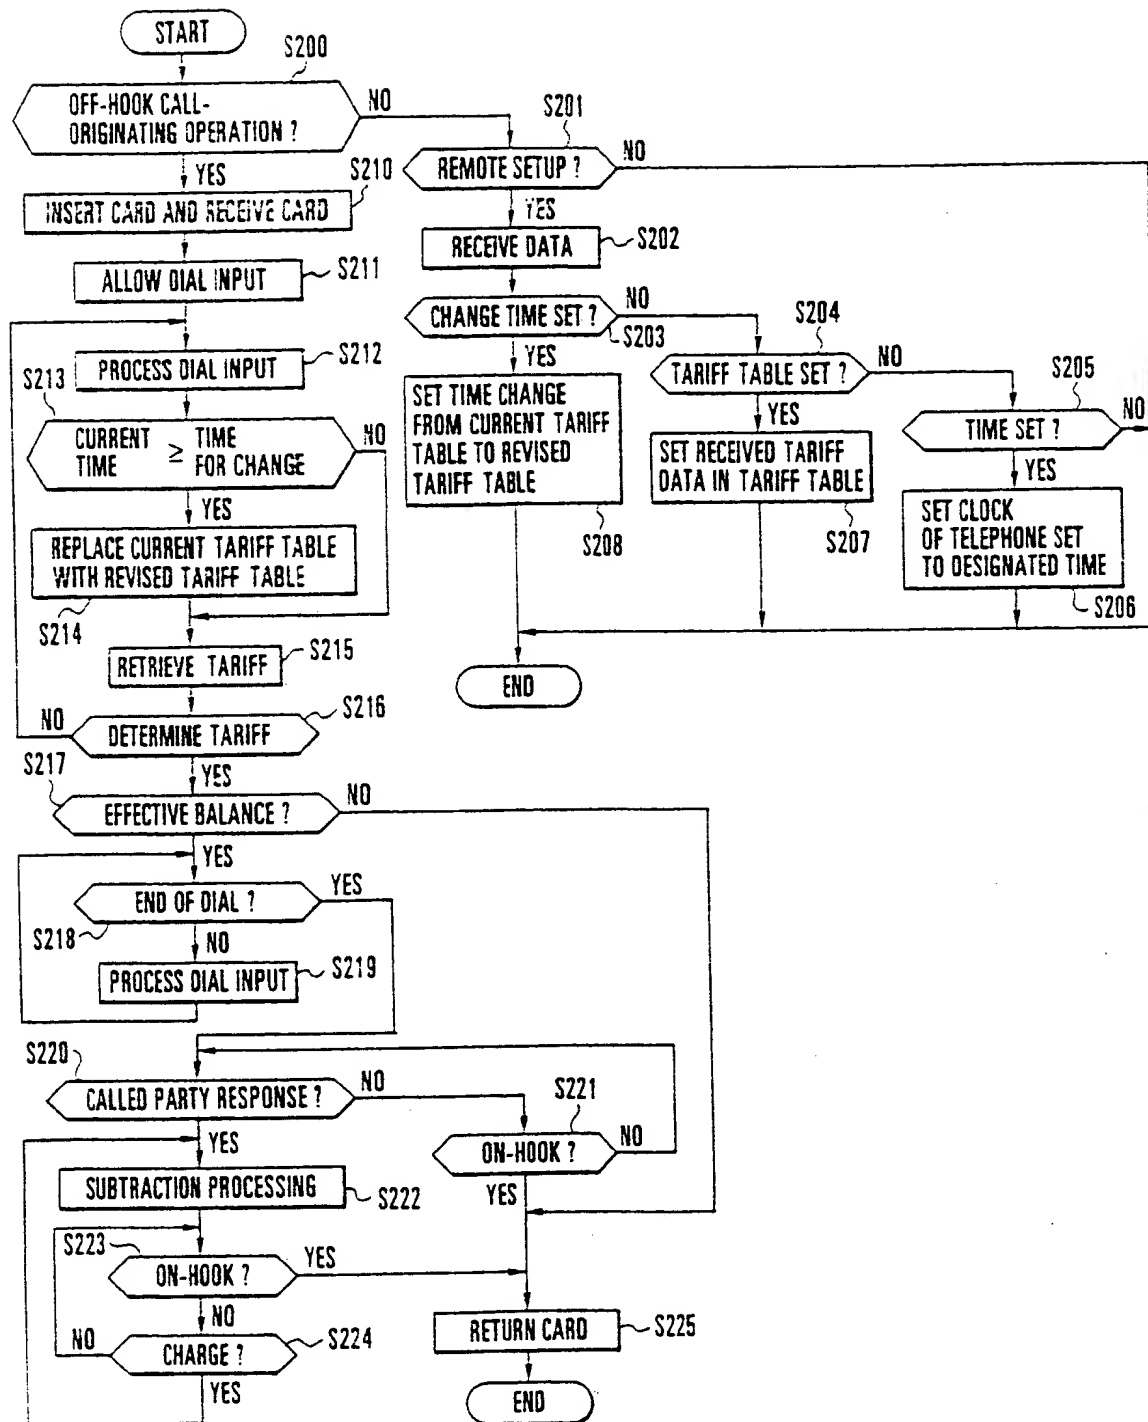 START
S200
OFF-HOOK CALL-
ORIGINATING OPERATION ?
NO
YES
S201
REMOTE SETUP ?
NO
YES
S210
INSERT CARD AND RECEIVE CARD
RECEIVE DATA
S202
ALLOW DIAL INPUT
S211
CHANGE TIME SET ?
NO
S203
YES
S204
TARIFF TABLE SET ?
NO
YES
S205
TIME SET ?
NO
YES
PROCESS DIAL INPUT
S212
S213
CURRENT TIME
TIME ≥ FOR CHANGE
NO
YES
SET TIME CHANGE
FROM CURRENT TARIFF
TABLE TO REVISED
TARIFF TABLE
S208
SET RECEIVED TARIFF
DATA IN TARIFF TABLE
S207
SET CLOCK
OF TELEPHONE SET
TO DESIGNATED TIME
S206
REPLACE CURRENT TARIFF TABLE
WITH REVISED TARIFF TABLE
S214
RETRIEVE TARIFF
S215
END
NO
DETERMINE TARIFF
S216
YES
S217
EFFECTIVE BALANCE ?
NO
YES
END OF DIAL ?
YES
S218
NO
PROCESS DIAL INPUT
S219
S220
CALLED PARTY RESPONSE ?
NO
YES
S221
ON-HOOK ?
NO
YES
SUBTRACTION PROCESSING
S222
S223
ON-HOOK ?
YES
NO
NO
CHARGE ?
S224
YES
RETURN CARD
S225
END